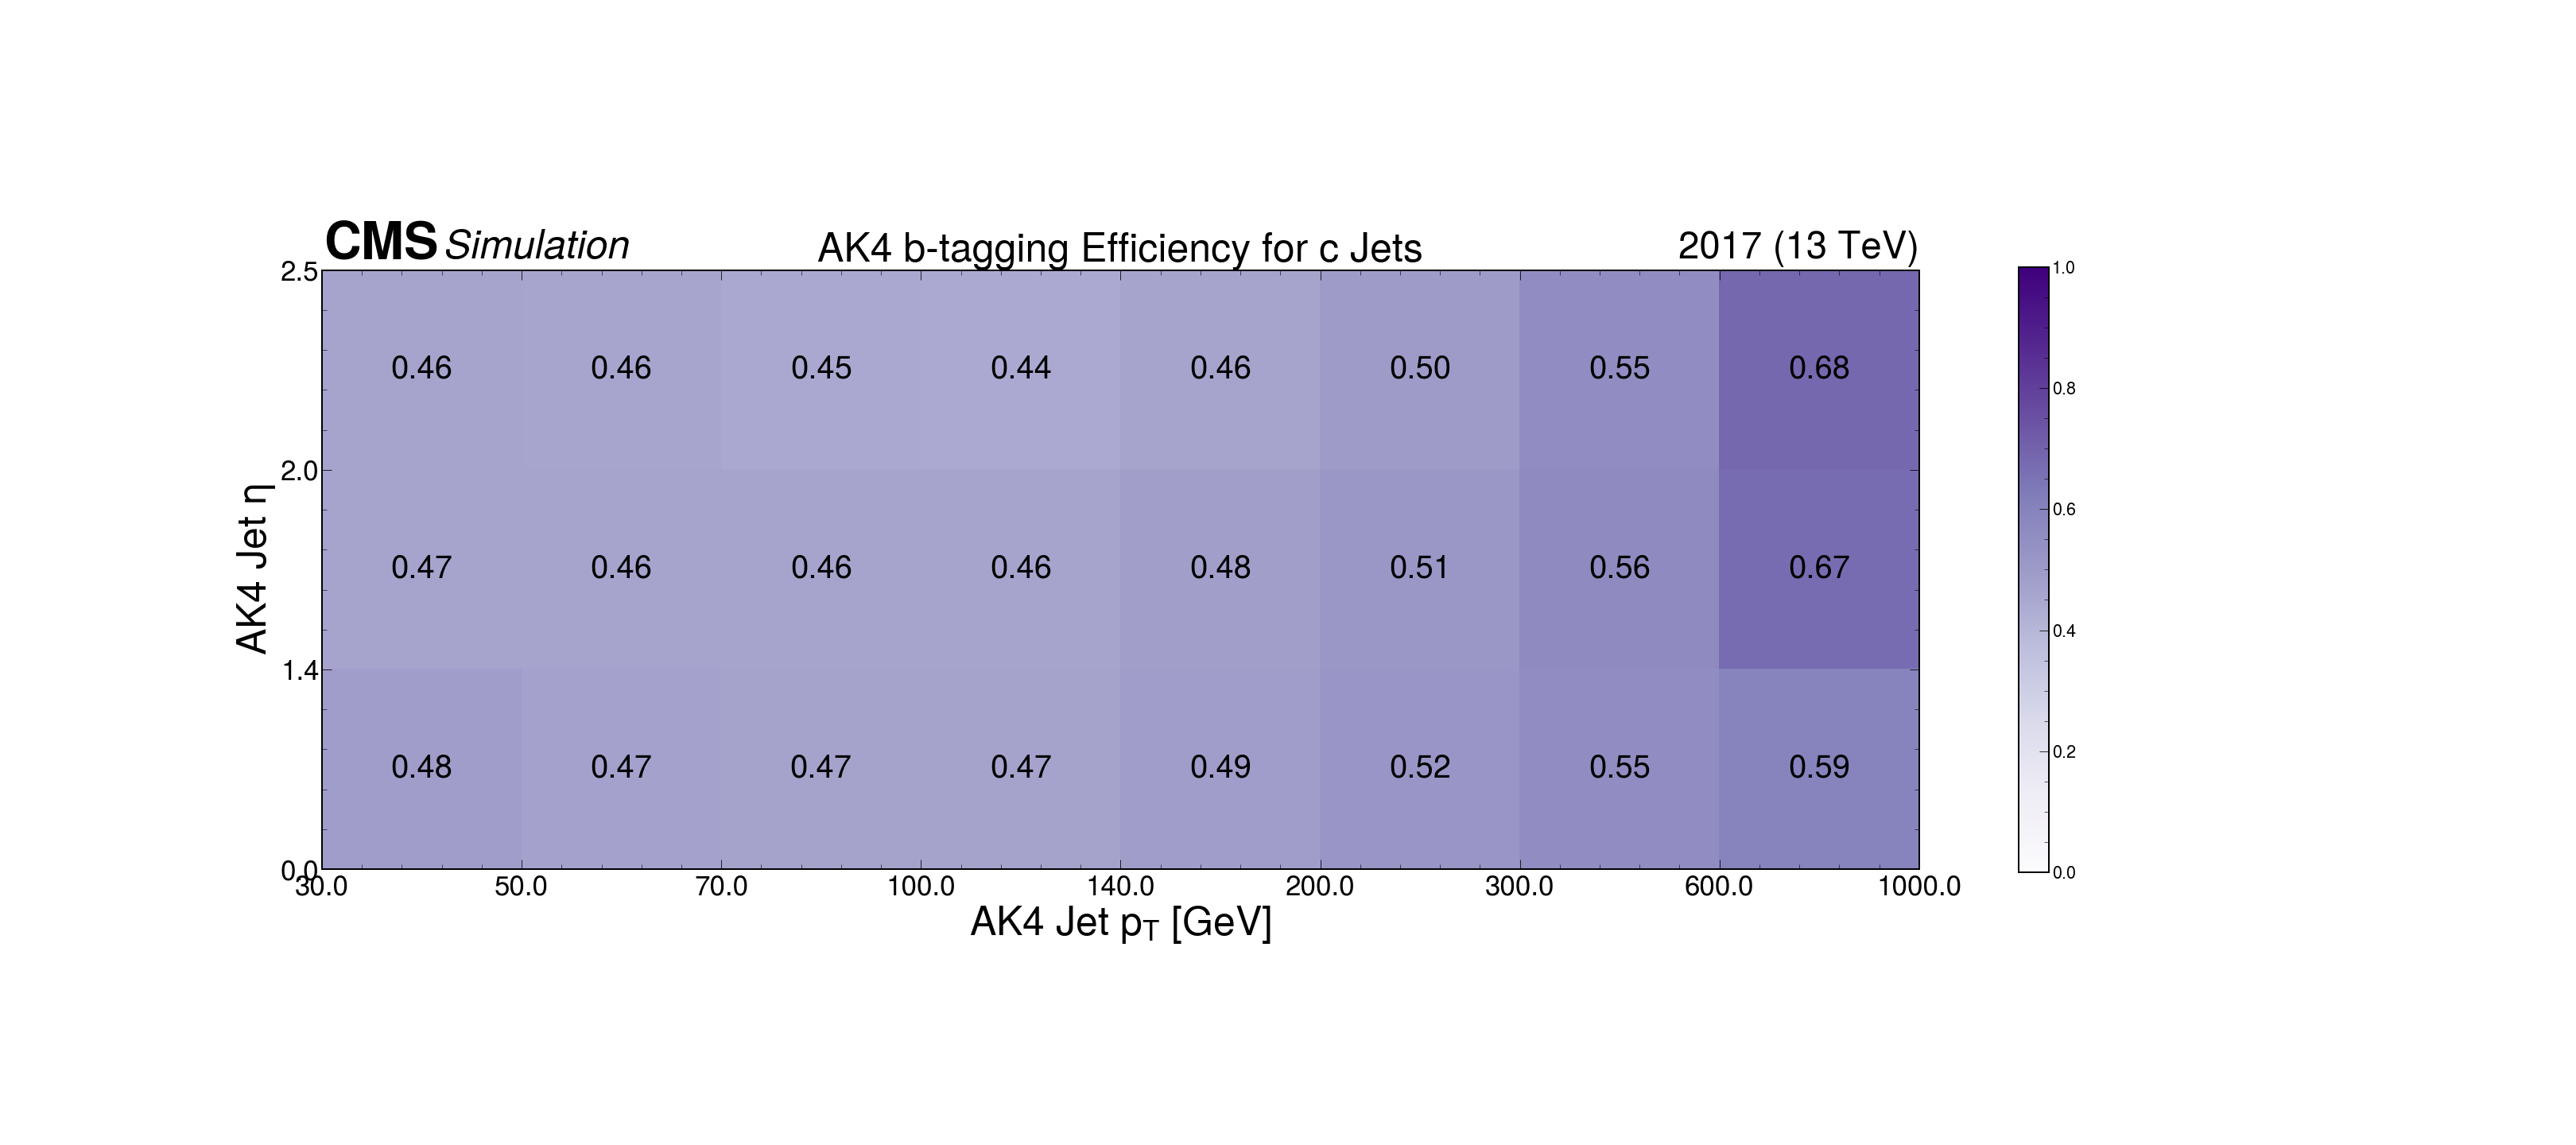 CMS Simulation AK4 b-tagging Efficiency for c Jets 2017 (13 TeV)
2.5 1.0
0.46 0.46 0.45 0.44 0.46 0.50 0.55 0.68
0.8
2.0
0.6
AK4 Jet η
0.47 0.46 0.46 0.46 0.48 0.51 0.56 0.67
0.4
1.4
0.2
0.48 0.47 0.47 0.47 0.49 0.52 0.55 0.59
0.0 0.0
30.0 50.0 70.0 100.0 140.0 200.0 300.0 600.0 1000.0
AK4 Jet pT [GeV]